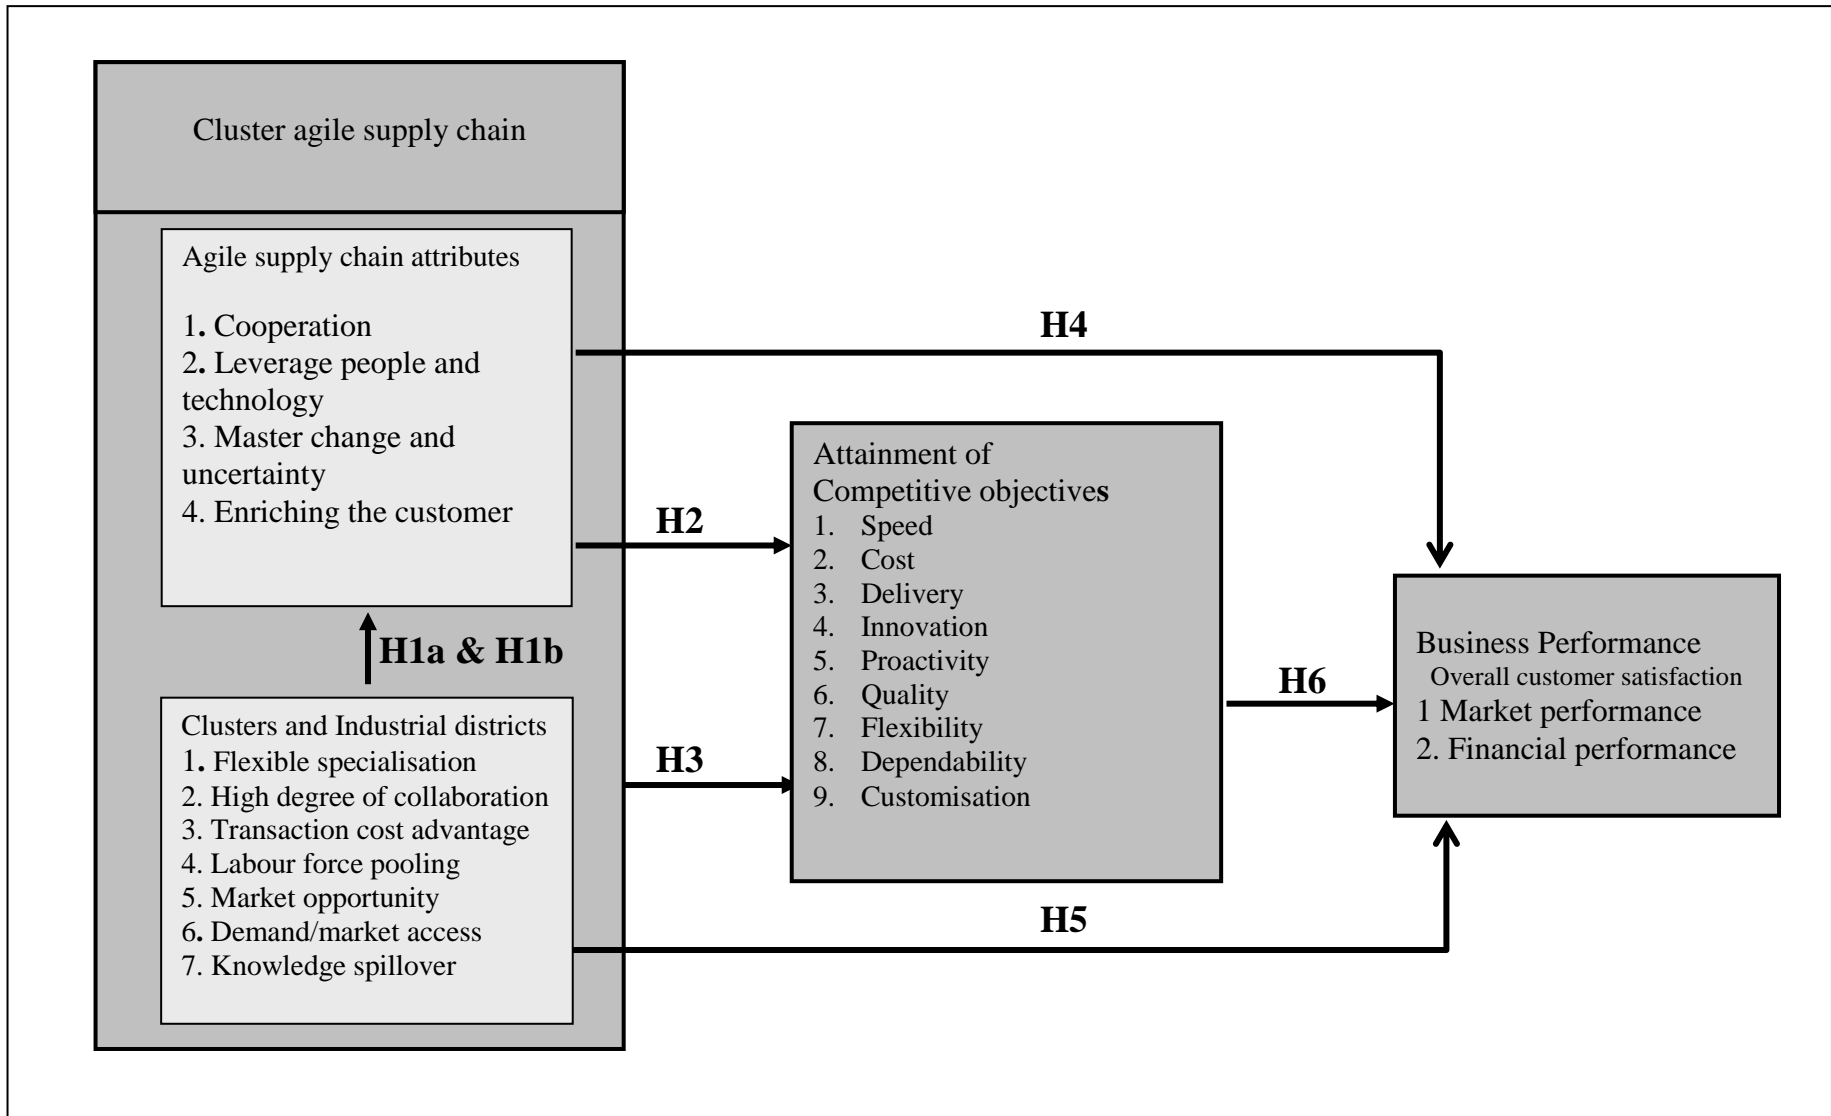 Cluster agile supply chain
Agile supply chain attributes
1. Cooperation
2. Leverage people and
technology
3. Master change and
uncertainty
4. Enriching the customer
H1a & H1b
Clusters and Industrial districts
1. Flexible specialisation
2. High degree of collaboration
3. Transaction cost advantage
4. Labour force pooling
5. Market opportunity
6. Demand/market access
7. Knowledge spillover
H4
H2
H3
Attainment of
Competitive objectives
1. Speed
2. Cost
3. Delivery
4. Innovation
5. Proactivity
6. Quality
7. Flexibility
8. Dependability
9. Customisation
H6
H5
Business Performance
Overall customer satisfaction
1 Market performance
2. Financial performance